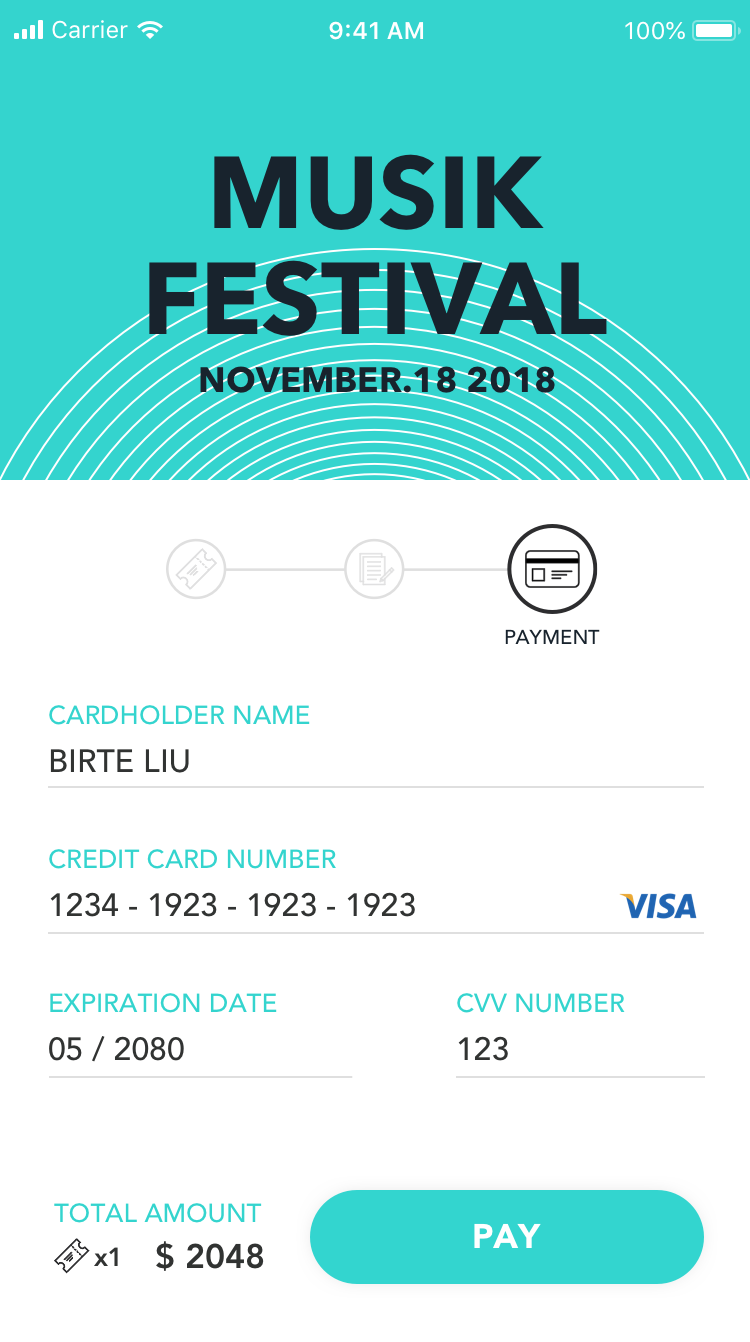 Carrier 9:41 AM 100%
MUSIK
FESTIVAL
NOVEMBER.18 2018
PAYMENT
CARDHOLDER NAME
BIRTE LIU
CREDIT CARD NUMBER
1234 - 1923 - 1923 - 1923 VISA
EXPIRATION DATE CVV NUMBER
05 / 2080 123
TOTAL AMOUNT
x1 $ 2048
PAY